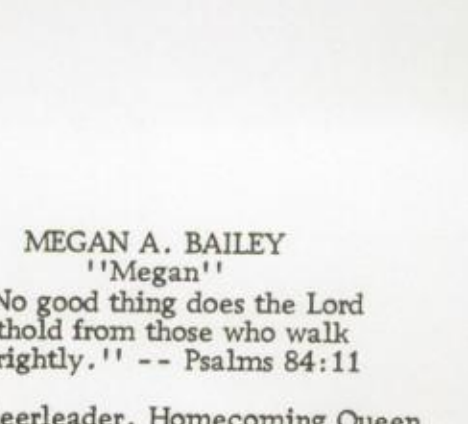 MEGAN A. BAILEY
''Megan''
No good thing does the Lord
thold from those who walk
rightly.'' -- Psalms 84:11
eerleader, Homecoming Queen